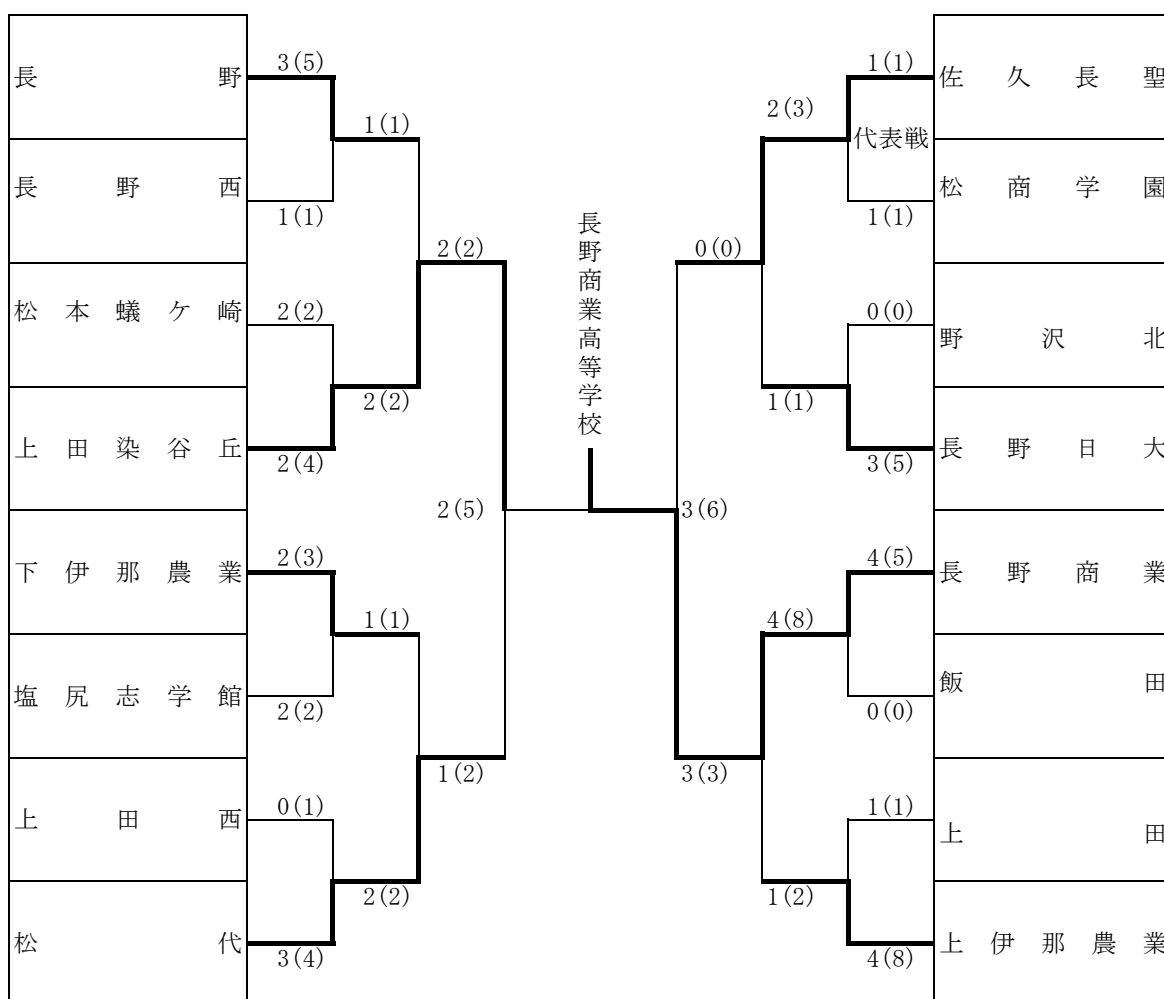 長野
3(5)
1(1)
長野西
1(1)
2(2)
松本蟻ケ崎
2(2)
2(2)
上田染谷丘
2(4)
2(5)
下伊那農業
2(3)
1(1)
塩尻志学館
2(2)
1(2)
上田西
0(1)
2(2)
松代
3(4)
長野商業高等学校
佐久長聖
1(1)
2(3)
代表戦
松商学園
1(1)
0(0)
野沢北
0(0)
1(1)
長野日大
3(5)
3(6)
長野商業
4(5)
4(8)
飯田
0(0)
3(3)
上田
1(1)
1(2)
上伊那農業
4(8)